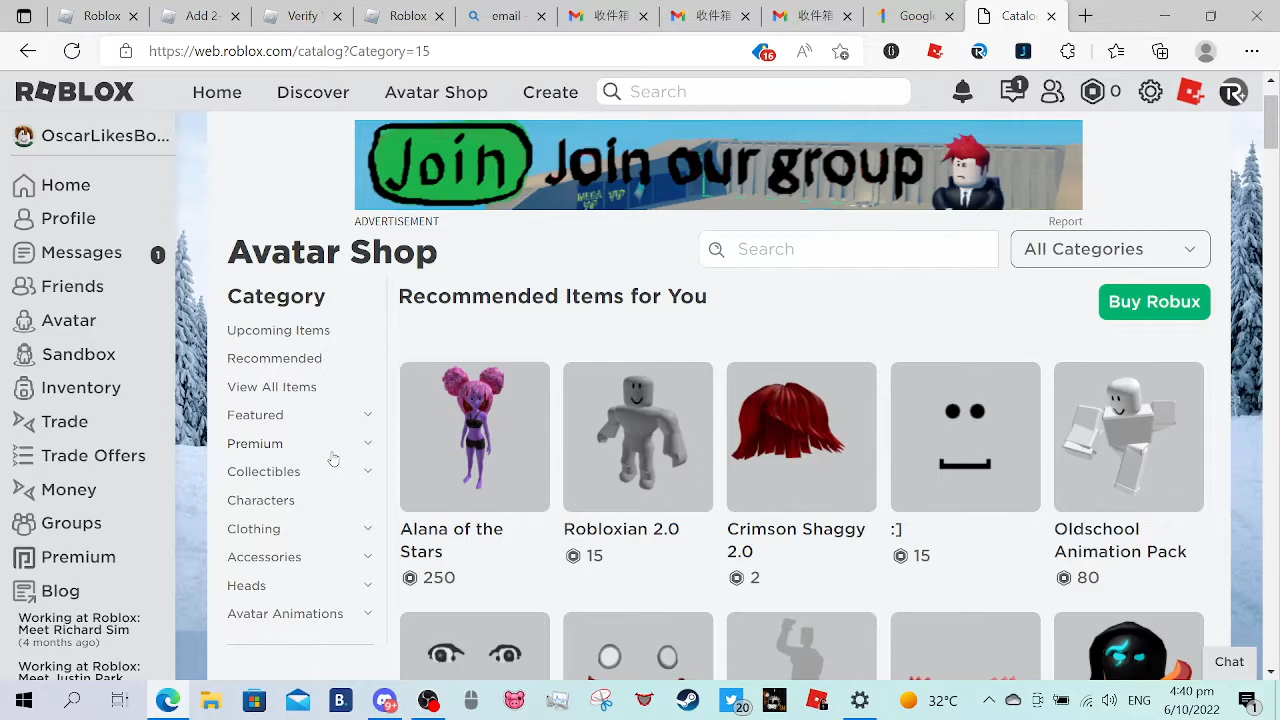 Ad 2-
Verify
Roblox
email -
收件箱
收件箱
收件箱
Googl
Catalo
https://web.roblox.com/catalog?Category=15
16
ROBLOX
Home
Discover
Avatar Shop
Create
Search
1
0
OscarLikesBo...
Home
Profile
Messages
1
Friends
Avatar
Sandbox
Inventory
Trade
Trade Offers
Money
Groups
Premium
Blog
Working at Roblox:
Meet Richard Sim
(4 months ago)
Working at Roblox:
Meet Justin Park
Join
Join our group
ADVERTISEMENT
Report
Avatar Shop
Search
All Categories
Category
Upcoming Items
Recommended
View All Items
Featured
Premium
Collectibles
Characters
Clothing
Accessories
Heads
Avatar Animations
Recommended Items for You
Buy Robux
Alana of the
Stars
250
Robloxian 2.0
15
Crimson Shaggy
2.0
2
:]
15
Oldschool
Animation Pack
80
Chat
9+
20
32°C
ENG
4:40 pm
6/10/2022
1